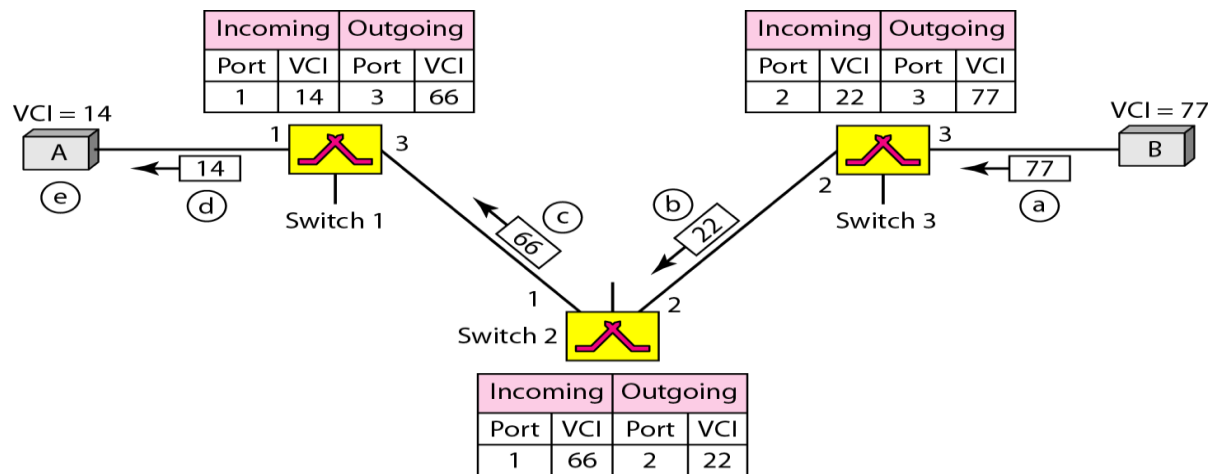 Incoming Outgoing
Port VCI Port VCI
1 14 3 66
Incoming Outgoing
Port VCI Port VCI
2 22 3 77
VCI = 14
VCI = 77
A
1
3
14
e
d
Switch 1
3
B
2
77
Switch 3
a
c
66
b
22
1
2
Switch 2
Incoming Outgoing
Port VCI Port VCI
1 66 2 22